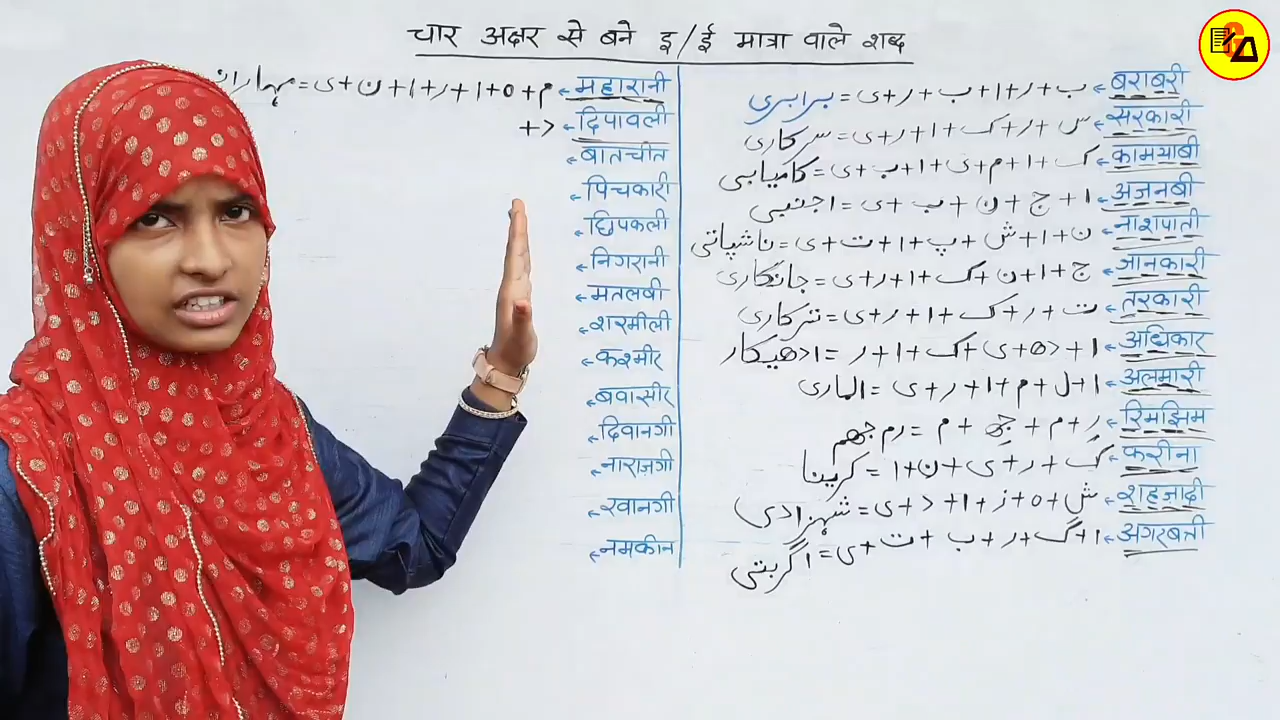 चार अक्षर से बने इ/ई मात्रा वाले शब्द
बराबरी ← ب+ر+ا+ب+ر+ی= برابری
सरकारी ← س+ر+ک+ا+ر+ی= سرکاری
कामयाबी ← ک+ا+م+ی+ا+ب+ی= کامیابی
अजनबी ← ا+ج+ن+ب+ی= اجنبی
नाशपाती ← ن+ا+ش+پ+ا+ت+ی= ناشپاتی
जानकारी ← ج+ا+ن+ک+ا+ر+ی= جانکاری
तरकारी ← ت+ر+ک+ا+ر+ی= ترکاری
अधिकार ← ا+دھ+ی+ک+ا+ر= ادھیکار
अलमारी ← ا+ل+م+ا+ر+ی= الماری
रिमझिम ← ر+م+جھ+م= رم جھم
करीना ← ک+ر+ی+ن+ا= کرینا
शहज़ादी ← ش+ہ+ز+ا+د+ی= شہزادی
अगरबत्ती ← ا+گ+ر+ب+ت+ی= اگربتی
महारानी ← م+ہ+ا+ر+ا+ن+ی=
दिपावली ← د+
बातचीत ←
पिचकारी ←
छिपकली ←
निगरानी ←
मतलबी ←
शरमीली ←
कश्मीर ←
बवासीर ←
दिवानगी ←
नाराज़गी ←
रवानगी ←
नमकीन ←